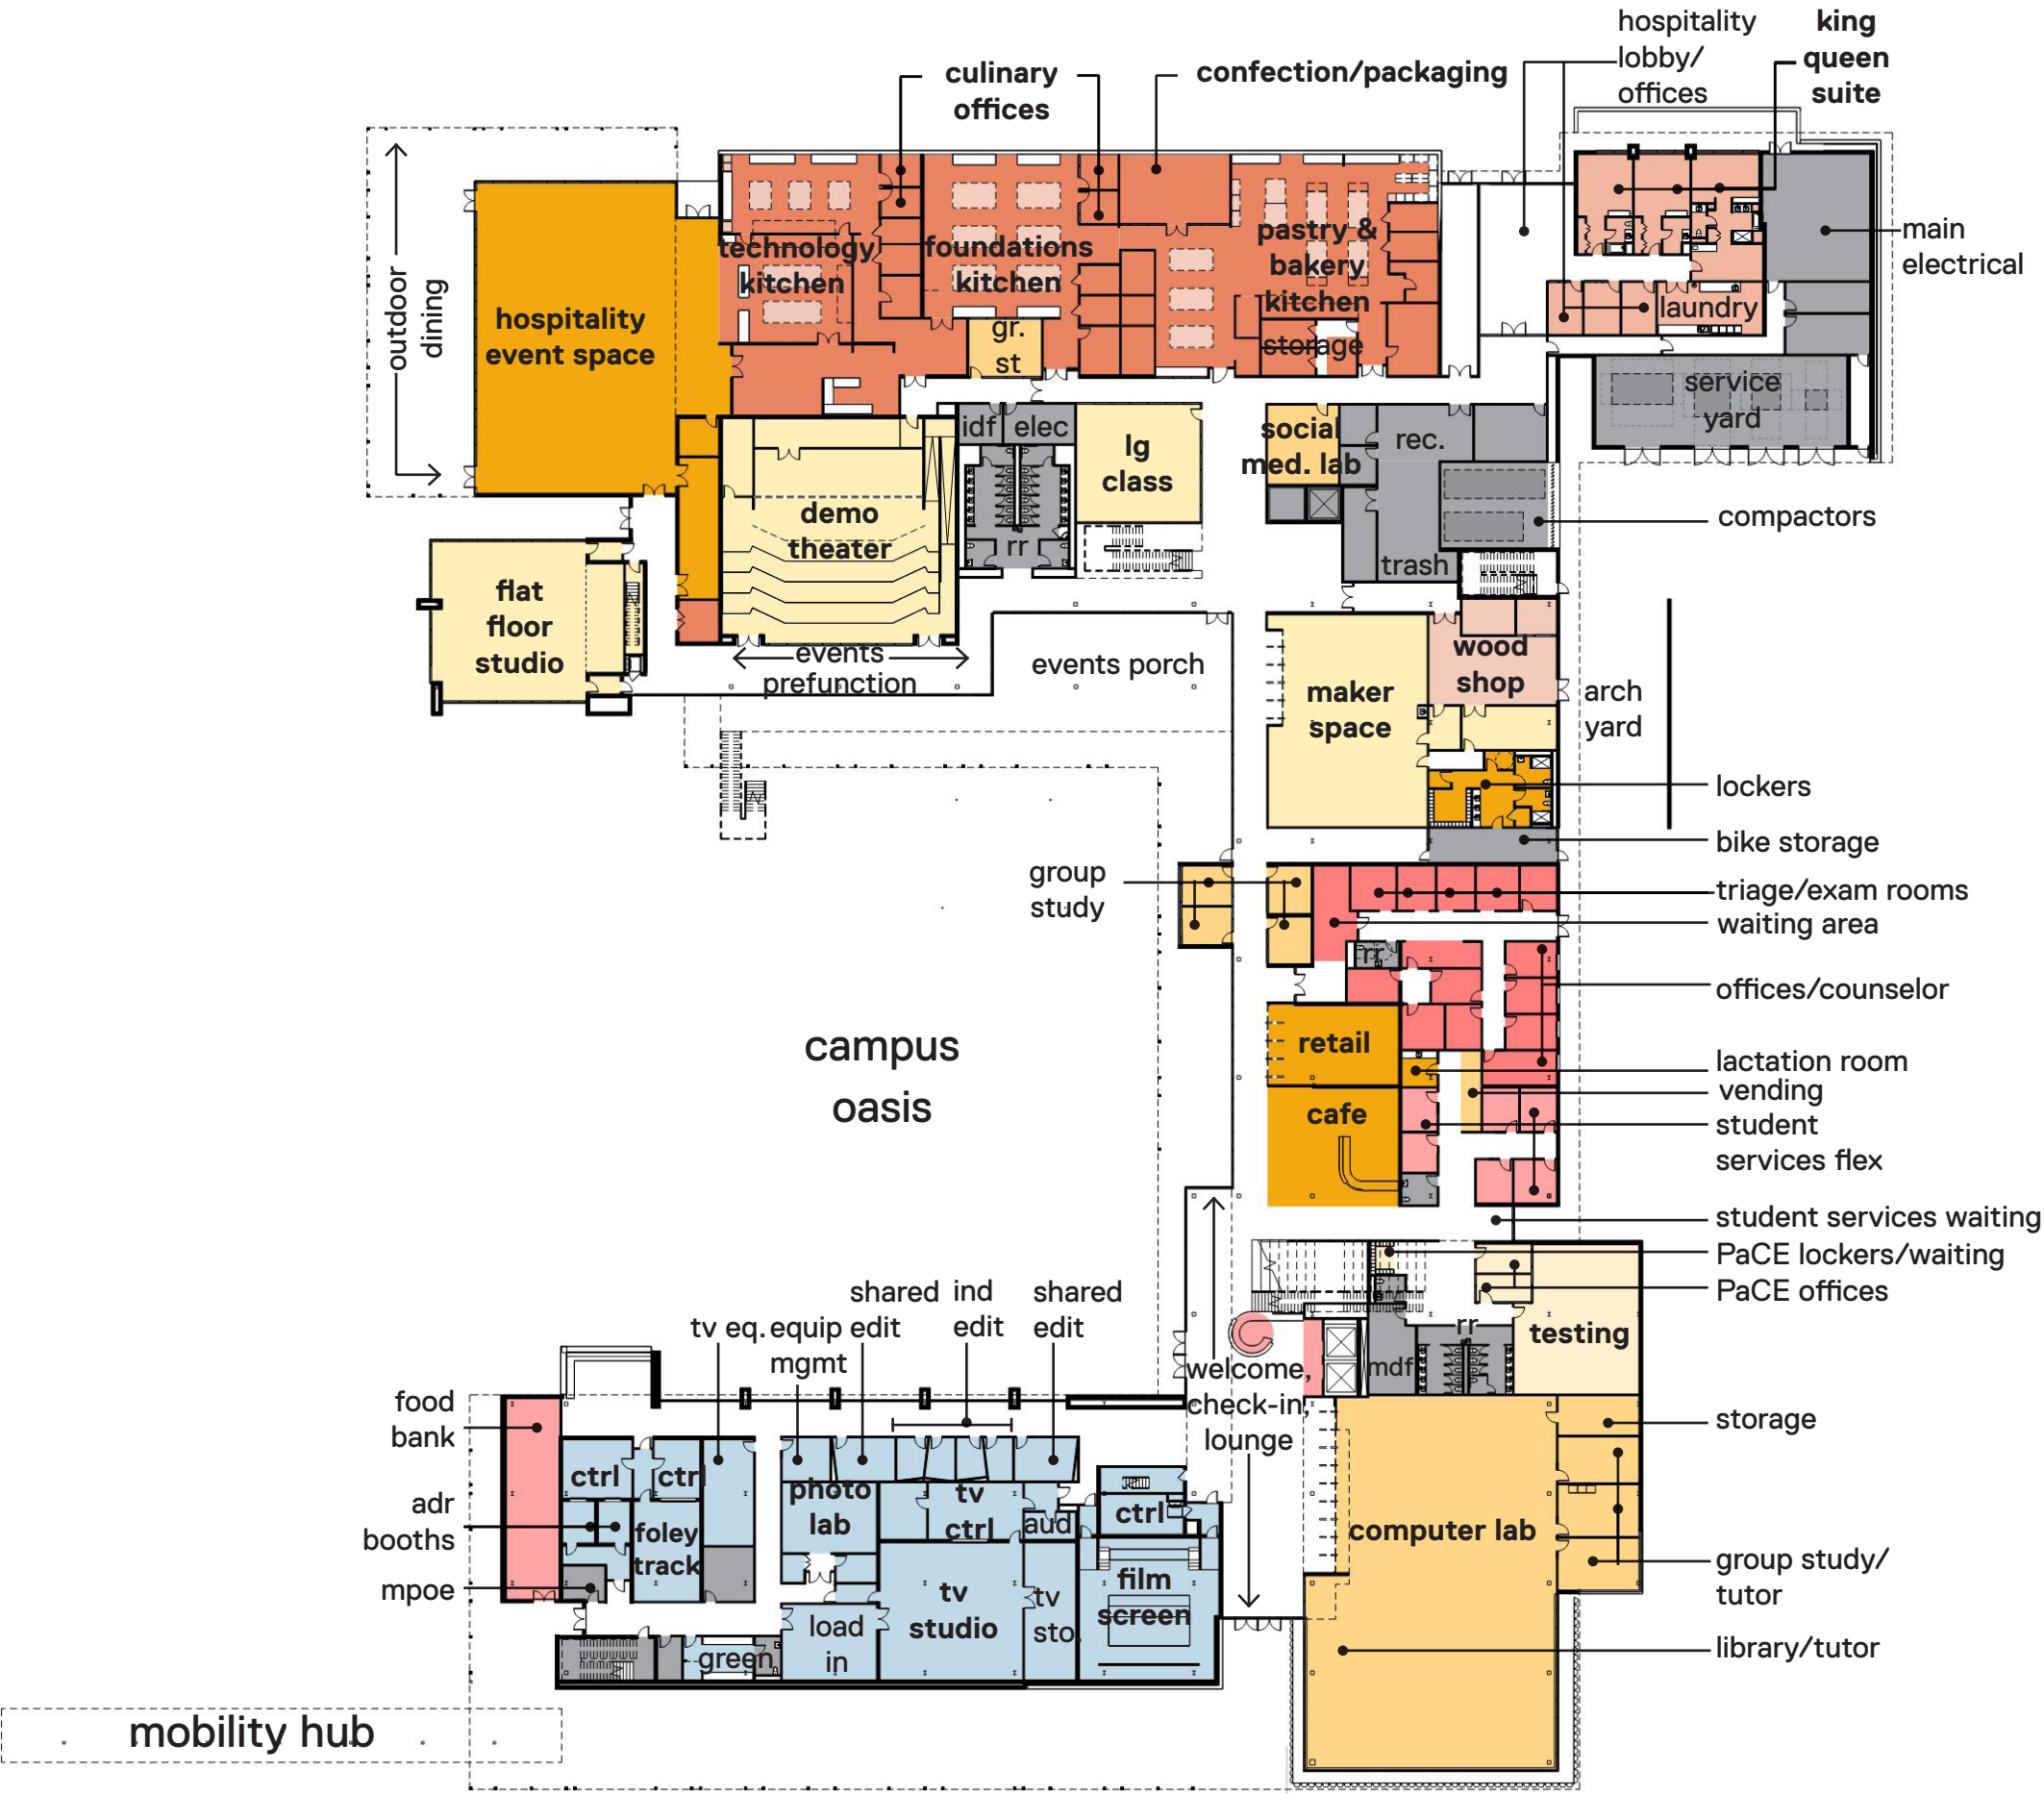 hospitality
lobby/
offices
king
queen
suite
culinary
offices
confection/packaging
outdoor
dining
hospitality
event space
technology
kitchen
foundations
kitchen
gr.
st
pastry &
bakery
kitchen
storage
laundry
main
electrical
service
yard
idf
elec
lg
class
social
med. lab
rec.
compactors
demo
theater
rr
trash
flat
floor
studio
events
prefunction
events porch
maker
space
wood
shop
arch
yard
lockers
bike storage
group
study
triage/exam rooms
waiting area
rr
offices/counselor
campus
oasis
retail
cafe
lactation room
vending
student
services flex
student services waiting
PaCE lockers/waiting
PaCE offices
testing
rr
mdf
welcome,
check-in,
lounge
shared
edit
ind
edit
shared
edit
tv eq.
equip
mgmt
food
bank
adr
booths
mpoe
ctrl
ctrl
foley
track
photo
lab
tv
ctrl
aud
ctrl
film
screen
tv
studio
tv
sto.
load
in
green
storage
computer lab
group study/
tutor
library/tutor
mobility hub